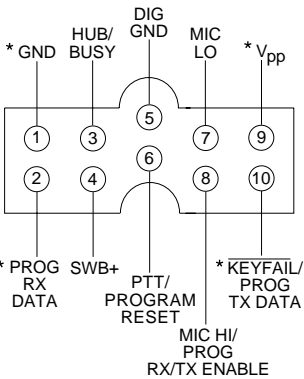 DIG
GND
HUB/
BUSY
MIC
LO
* GND
* Vpp
5
1
3
7
9
6
2
4
8
10
* PROG
RX
DATA
SWB+
PTT/
PROGRAM
RESET
MIC HI/
PROG
RX/TX ENABLE
* KEYFAIL/
PROG
TX DATA